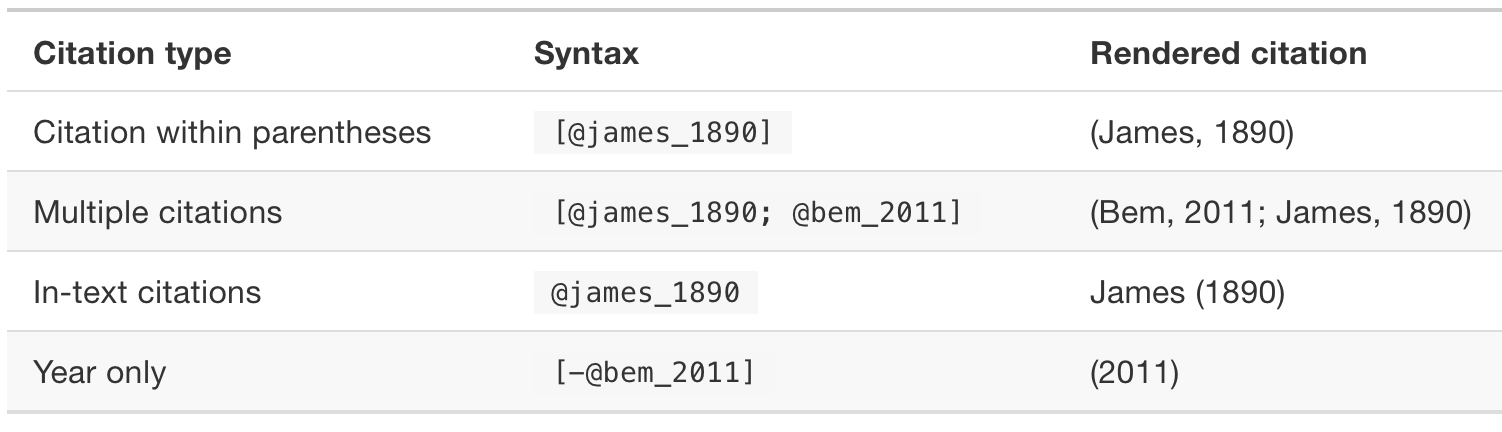 Citation type Syntax Rendered citation
Citation within parentheses [@james_1890] (James, 1890)
Multiple citations [@james_1890; @bem_2011] (Bem, 2011; James, 1890)
In-text citations @james_1890 James (1890)
Year only [-@bem_2011] (2011)